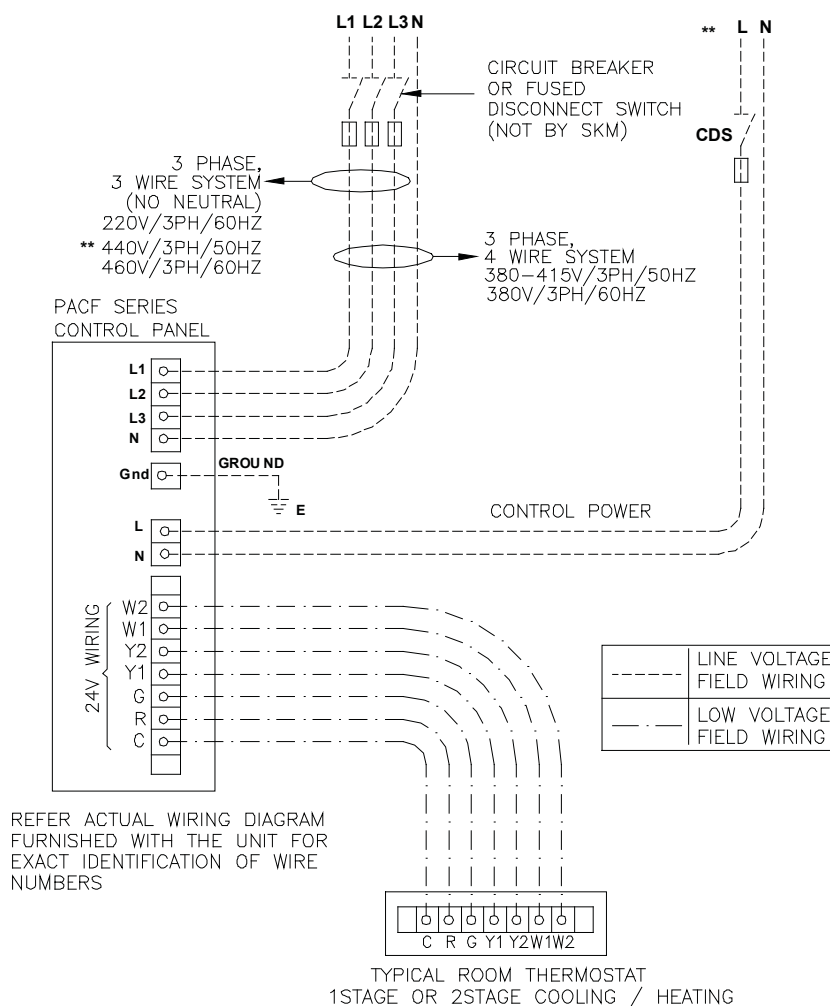 L1 L2 L3 N
** L N
CIRCUIT BREAKER
OR FUSED
DISCONNECT SWITCH
(NOT BY SKM)
CDS
3 PHASE,
3 WIRE SYSTEM
(NO NEUTRAL)
220V/3PH/60HZ
** 440V/3PH/50HZ
460V/3PH/60HZ
3 PHASE,
4 WIRE SYSTEM
380-415V/3PH/50HZ
380V/3PH/60HZ
PACF SERIES
CONTROL PANEL
L1
L2
L3
N
Gnd
GROUND
E
L
N
CONTROL POWER
24V WIRING
W2
W1
Y2
Y1
G
R
C
LINE VOLTAGE
FIELD WIRING
LOW VOLTAGE
FIELD WIRING
REFER ACTUAL WIRING DIAGRAM
FURNISHED WITH THE UNIT FOR
EXACT IDENTIFICATION OF WIRE
NUMBERS
C R G Y1 Y2 W1 W2
TYPICAL ROOM THERMOSTAT
1STAGE OR 2STAGE COOLING / HEATING